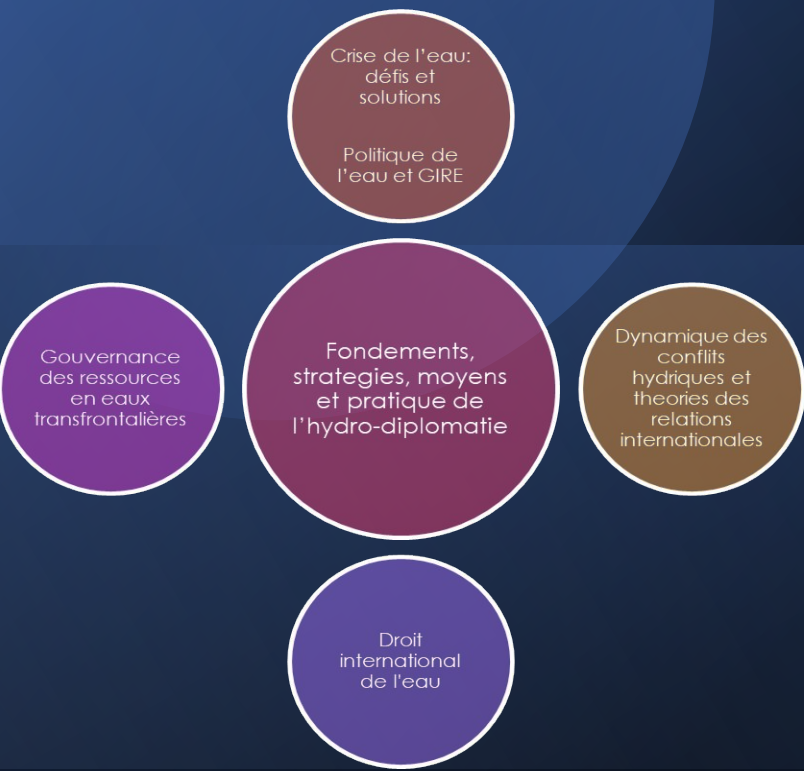 Crise de l'eau:
défis et
solutions
Politique de
l'eau et GIRE
Gouvernance
des ressources
en eaux
transfrontalières
Fondements,
strategies, moyens
et pratique de
l'hydro-diplomatie
Dynamique des
conflits
hydriques et
theories des
relations
internationales
Droit
international
de l'eau